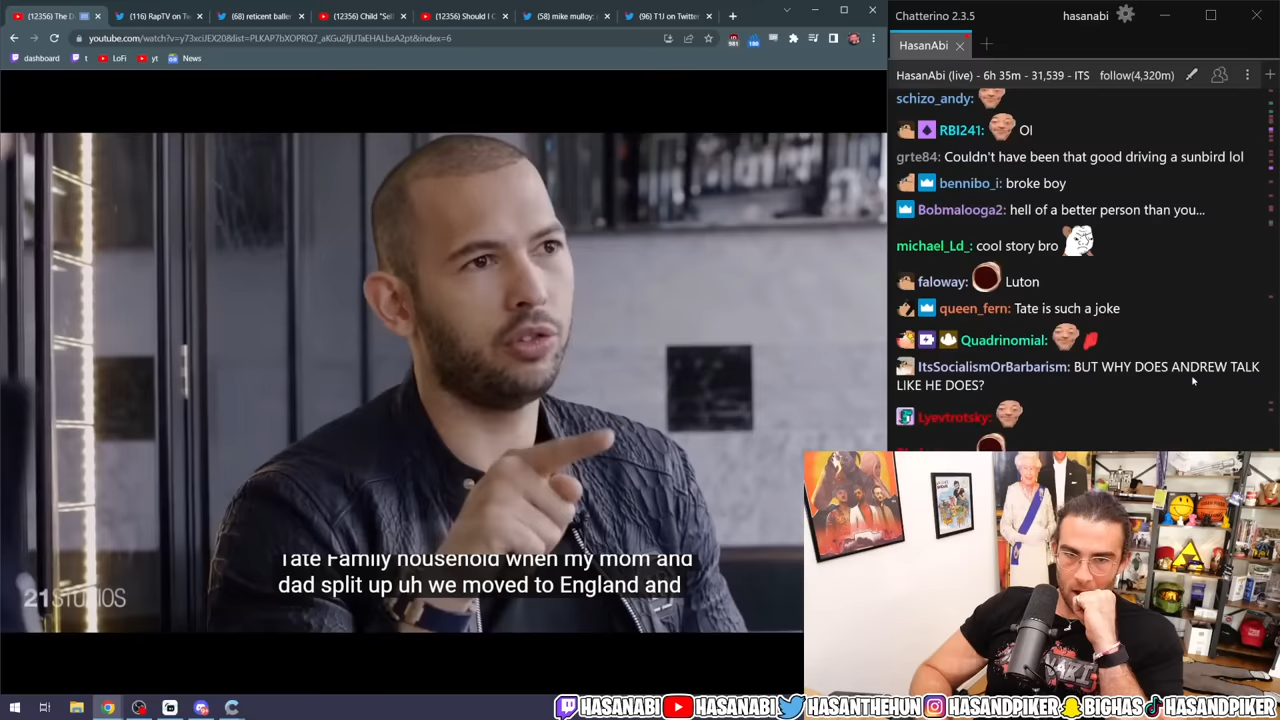 (12356) The D
(116) RapTV on Tw
(68) reticent baller
(12356) Child "Sel
(12356) Should I C
(58) mike mulloy: a
(96) T1J on Twitter
youtube.com/watch?v=y73xciJEX20&list=PLKAP7bXOPRQ7_aKGu2fjUTaEHALbsA2pt&index=6
981
186
dashboard
t
LoFi
yt
News
Tate Family household when my mom and
dad split up uh we moved to England and
21STUDIOS
Chatterino 2.3.5
hasanabi
HasanAbi
HasanAbi (live) - 6h 35m - 31,539 - ITS
follow(4,320m)
schizo_andy:
RBI241: OI
grte84: Couldn't have been that good driving a sunbird lol
bennibo_i: broke boy
Bobmalooga2: hell of a better person than you...
michael_Ld_: cool story bro
faloway: Luton
queen_fern: Tate is such a joke
Quadrinomial:
ItsSocialismOrBarbarism: BUT WHY DOES ANDREW TALK
LIKE HE DOES?
Lyevtrotsky:
HASANABI HASANABI HASANTHEHUN HASANDPIKER BIGHAS HASANDPIKER